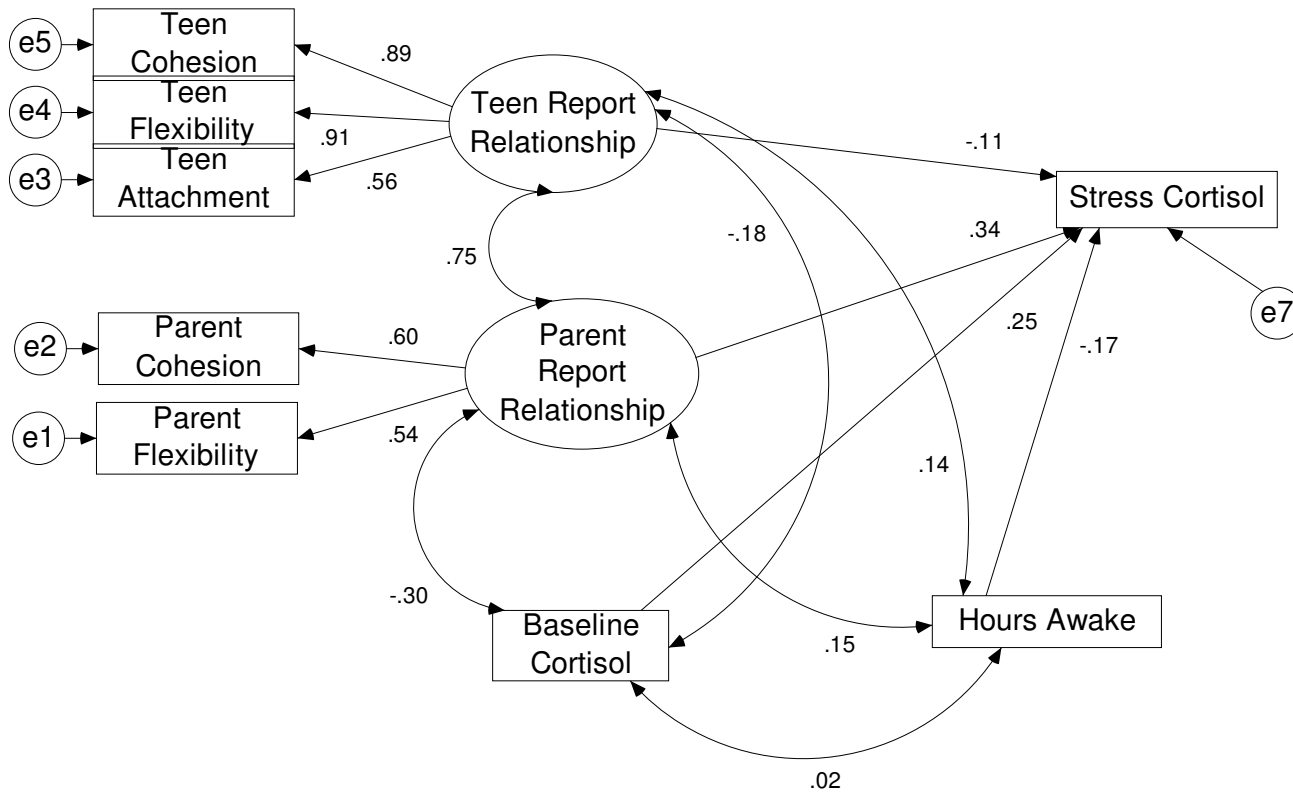 e5
Teen
Cohesion
.89
e4
Teen
Flexibility
.91
e3
Teen
Attachment
.56
Teen Report
Relationship
-.11
Stress Cortisol
-.18
.34
.75
e7
e2
Parent
Cohesion
.60
Parent
Report
Relationship
.25
-.17
e1
Parent
Flexibility
.54
.14
-.30
Baseline
Cortisol
.15
Hours Awake
.02